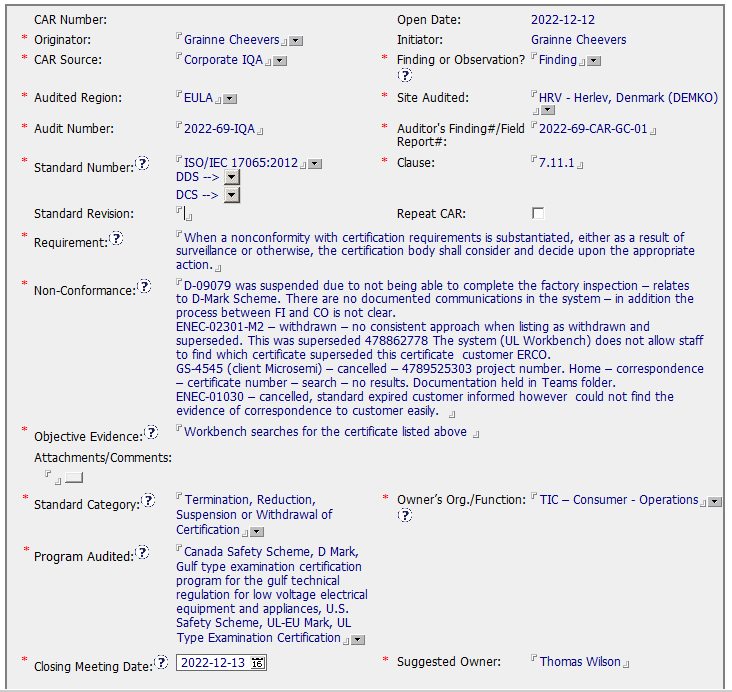 CAR Number: Open Date: 2022-12-12
* Originator: Grainne Cheevers Initiator: Grainne Cheevers
* CAR Source: Corporate IQA * Finding or Observation? Finding
?
* Audited Region: EULA * Site Audited: HRV - Herlev, Denmark (DEMKO)
* Audit Number: 2022-69-IQA * Auditor's Finding#/Field Report#: 2022-69-CAR-GC-01
* Standard Number: ? ISO/IEC 17065:2012 * Clause: 7.11.1
DDS -->
DCS -->
Standard Revision: Repeat CAR:
* Requirement: ? When a nonconformity with certification requirements is substantiated, either as a result of
surveillance or otherwise, the certification body shall consider and decide upon the appropriate
action.
* Non-Conformance: ? D-09079 was suspended due to not being able to complete the factory inspection – relates
to D-Mark Scheme. There are no documented communications in the system – in addition the
process between FI and CO is not clear.
ENEC-02301-M2 – withdrawn – no consistent approach when listing as withdrawn and
superseded. This was superseded 478862778 The system (UL Workbench) does not allow staff
to find which certificate superseded this certificate customer ERCO.
GS-4545 (client Microsemi) – cancelled – 4789525303 project number. Home – correspondence
– certificate number – search – no results. Documentation held in Teams folder.
ENEC-01030 – cancelled, standard expired customer informed however could not find the
evidence of correspondence to customer easily.
* Objective Evidence: ? Workbench searches for the certificate listed above
Attachments/Comments:
* Standard Category: ? Termination, Reduction, * Owner's Org./Function: TIC – Consumer - Operations
Suspension or Withdrawal of ?
Certification
* Program Audited: ? Canada Safety Scheme, D Mark,
Gulf type examination certification
program for the gulf technical
regulation for low voltage electrical
equipment and appliances, U.S.
Safety Scheme, UL-EU Mark, UL
Type Examination Certification
* Closing Meeting Date: ? 2022-12-13 16 * Suggested Owner: Thomas Wilson